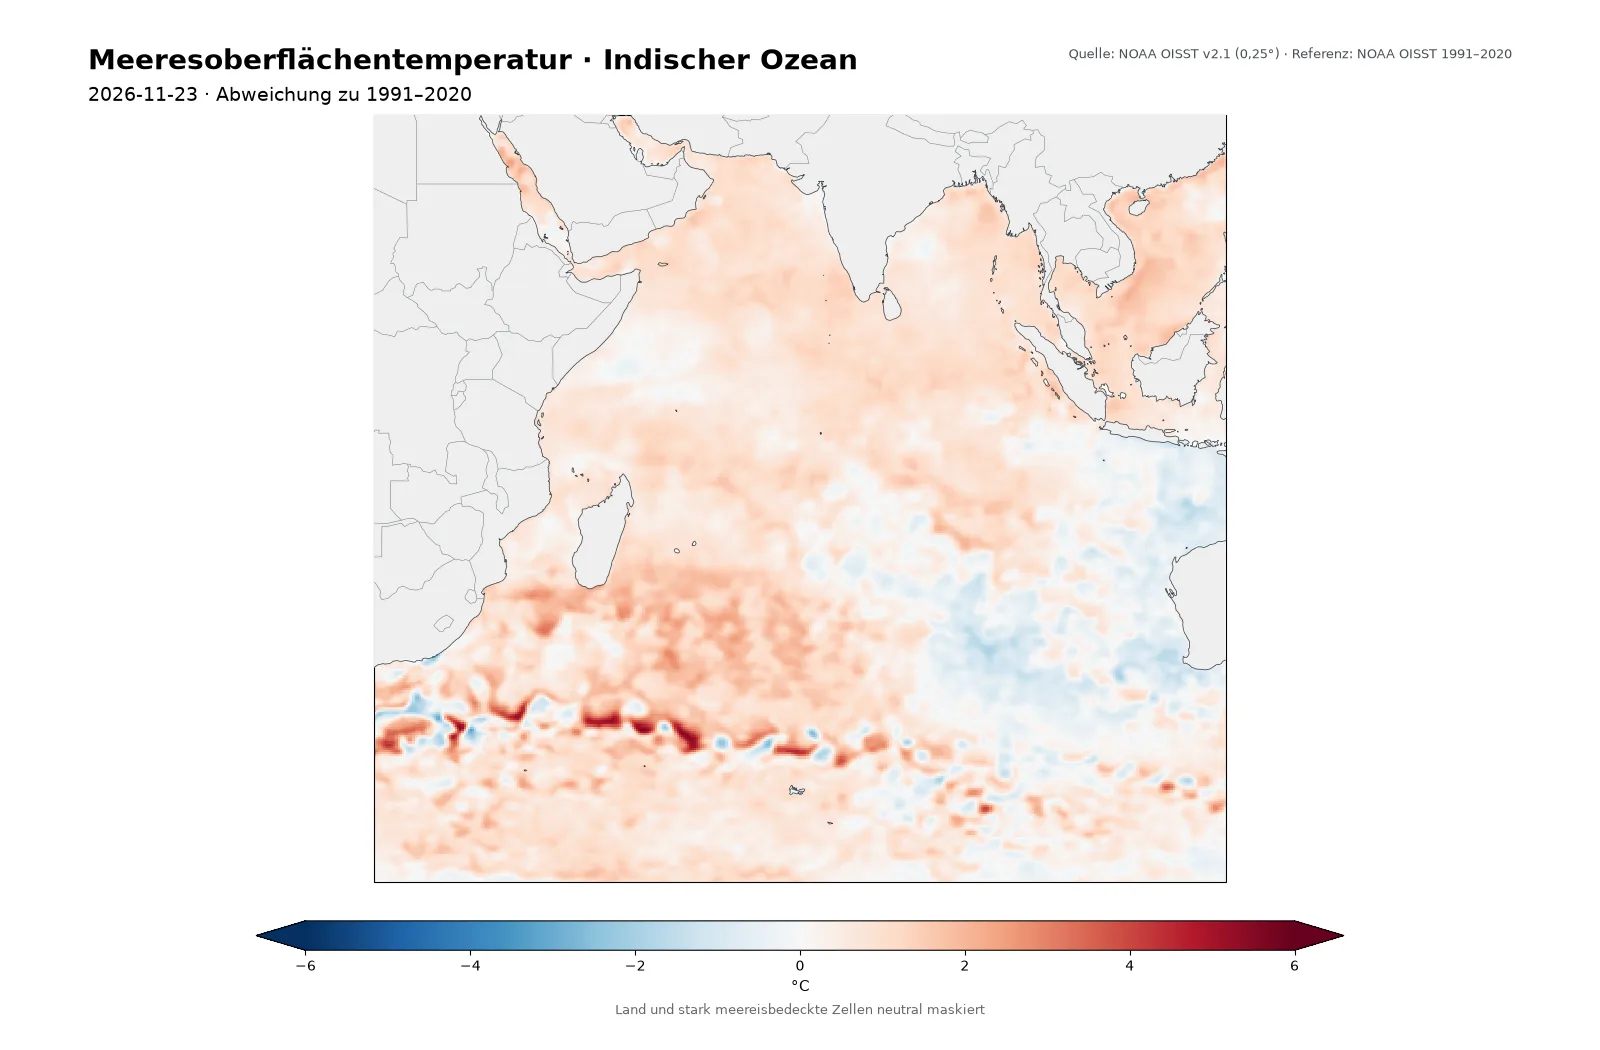 Meeresoberflächentemperatur · Indischer Ozean
Quelle: NOAA OISST v2.1 (0,25°) · Referenz: NOAA OISST 1991–2020
2026-11-23 · Abweichung zu 1991–2020
−6 −4 −2 0 2 4 6
°C
Land und stark meereisbedeckte Zellen neutral maskiert